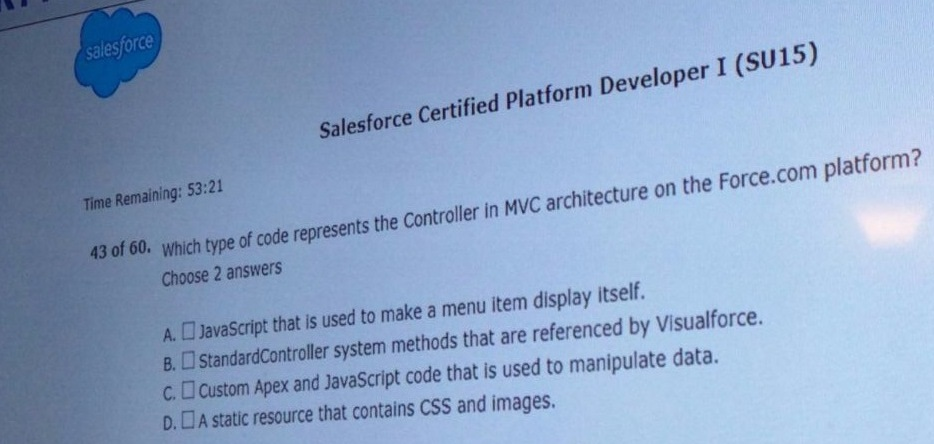 salesforce
Salesforce Certified Platform Developer I (SU15)
Time Remaining: 53:21
43 of 60. Which type of code represents the Controller in MVC architecture on the Force.com platform?
Choose 2 answers
A. JavaScript that is used to make a menu item display itself.
B. StandardController system methods that are referenced by Visualforce.
C. Custom Apex and JavaScript code that is used to manipulate data.
D. A static resource that contains CSS and images.